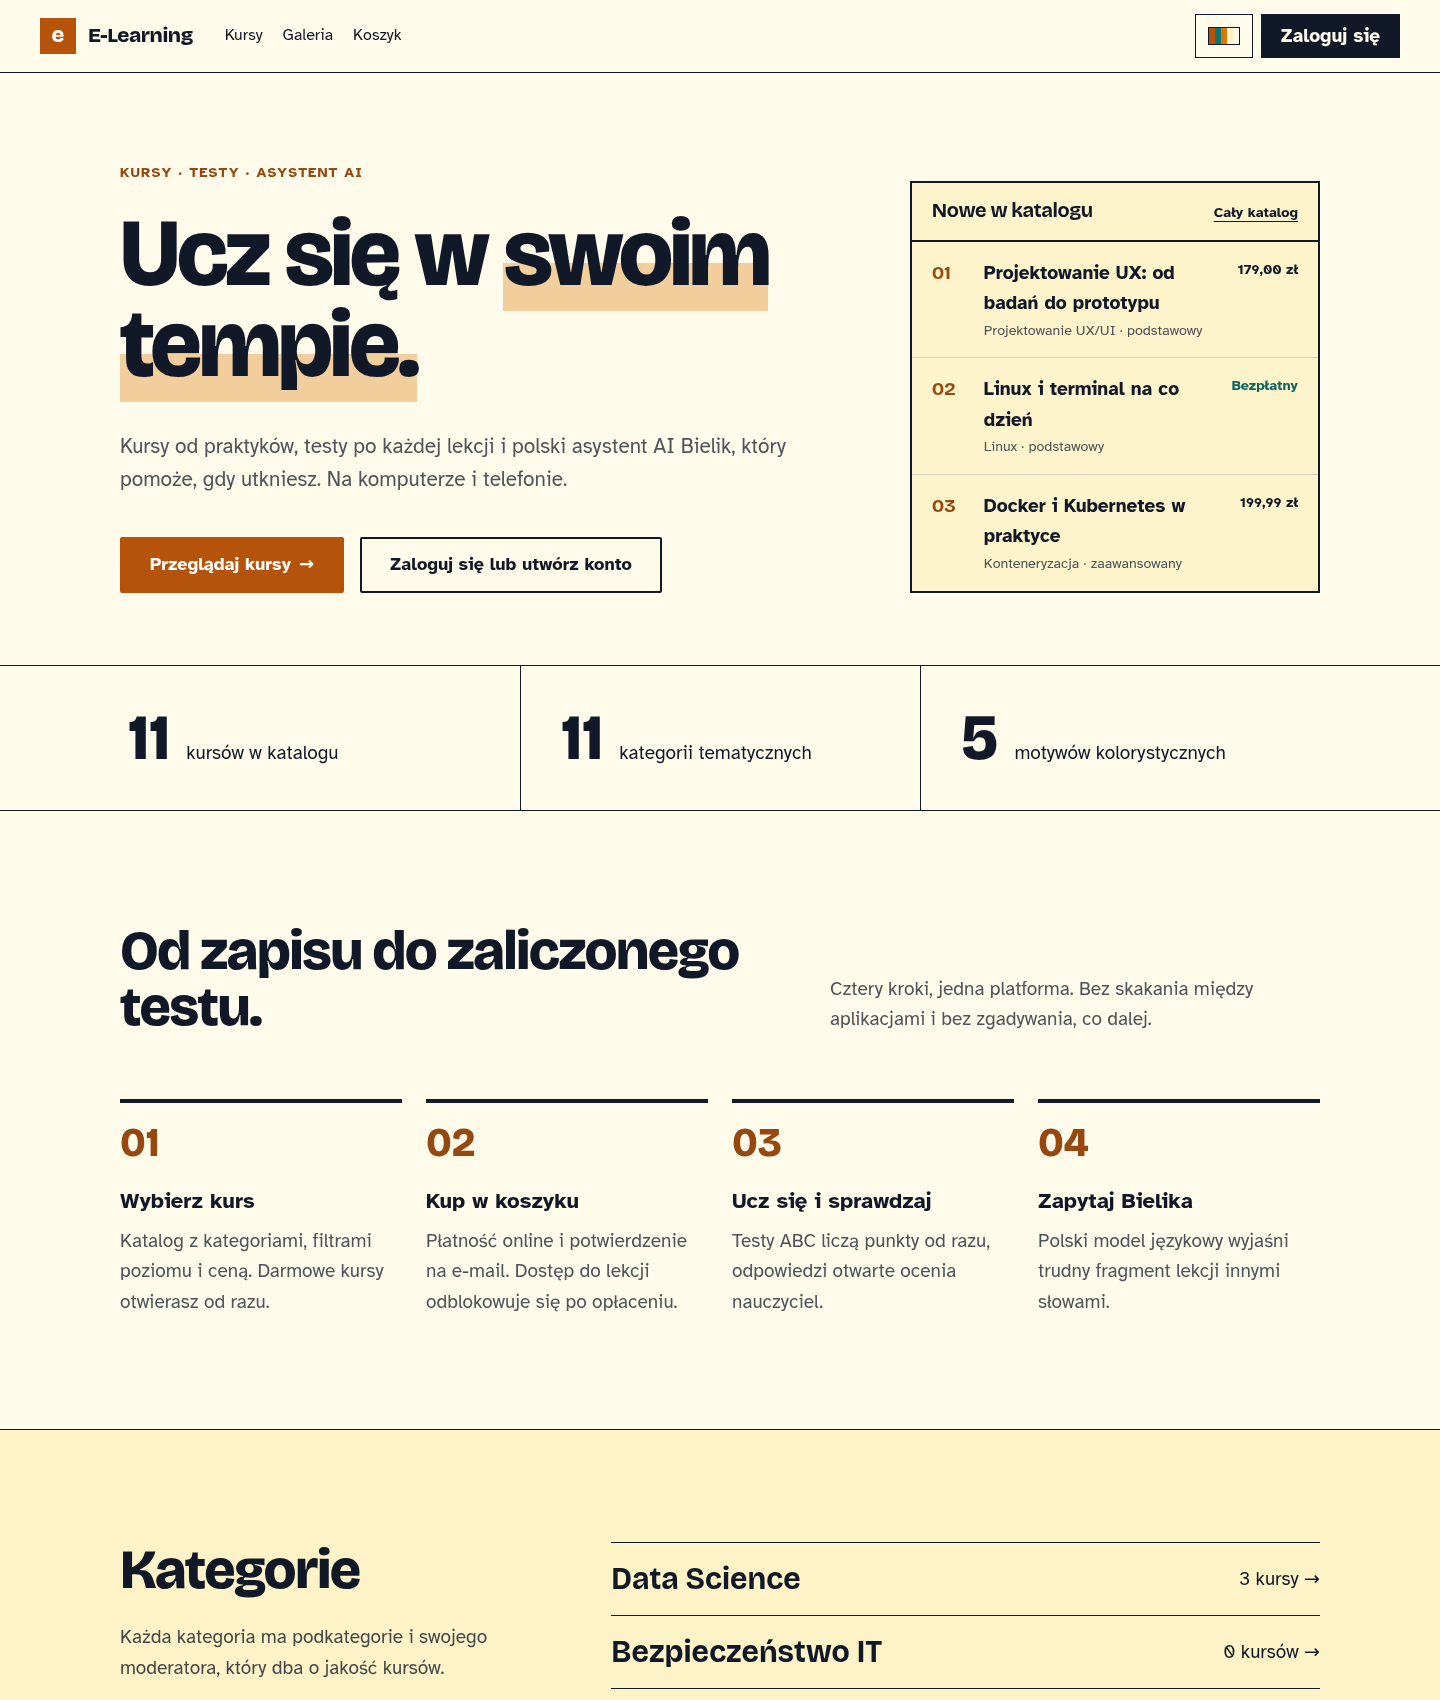 e E-Learning Kursy Galeria Koszyk Zaloguj się
KURSY · TESTY · ASYSTENT AI
Ucz się w swoim
tempie.
Kursy od praktyków, testy po każdej lekcji i polski asystent AI Bielik, który
pomoże, gdy utkniesz. Na komputerze i telefonie.
Przeglądaj kursy →
Zaloguj się lub utwórz konto
Nowe w katalogu Cały katalog
01 Projektowanie UX: od 179,00 zł
badań do prototypu
Projektowanie UX/UI · podstawowy
02 Linux i terminal na co Bezpłatny
dzień
Linux · podstawowy
03 Docker i Kubernetes w 199,99 zł
praktyce
Konteneryzacja · zaawansowany
11 kursów w katalogu
11 kategorii tematycznych
5 motywów kolorystycznych
Od zapisu do zaliczonego
testu.
Cztery kroki, jedna platforma. Bez skakania między
aplikacjami i bez zgadywania, co dalej.
01
Wybierz kurs
Katalog z kategoriami, filtrami
poziomu i ceną. Darmowe kursy
otwierasz od razu.
02
Kup w koszyku
Płatność online i potwierdzenie
na e-mail. Dostęp do lekcji
odblokowuje się po opłaceniu.
03
Ucz się i sprawdzaj
Testy ABC liczą punkty od razu,
odpowiedzi otwarte ocenia
nauczyciel.
04
Zapytaj Bielika
Polski model językowy wyjaśni
trudny fragment lekcji innymi
słowami.
Kategorie
Każda kategoria ma podkategorie i swojego
moderatora, który dba o jakość kursów.
Data Science 3 kursy →
Bezpieczeństwo IT 0 kursów →